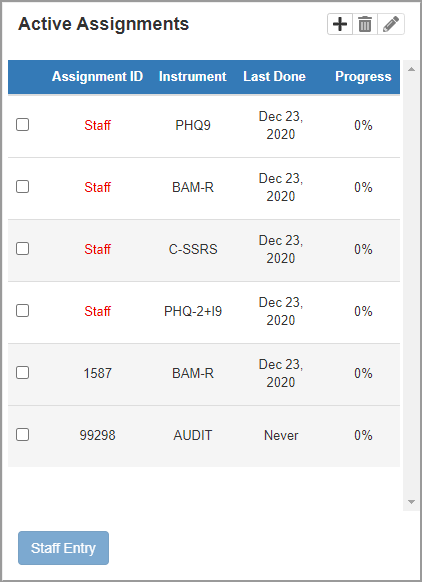 Active Assignments
Assignment ID Instrument Last Done Progress
Staff PHQ9 Dec 23, 2020 0%
Staff BAM-R Dec 23, 2020 0%
Staff C-SSRS Dec 23, 2020 0%
Staff PHQ-2+I9 Dec 23, 2020 0%
1587 BAM-R Dec 23, 2020 0%
99298 AUDIT Never 0%
Staff Entry